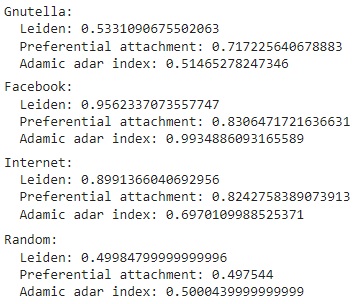 Gnutella:
Leiden: 0.5331090675502063
Preferential attachment: 0.717225640678883
Adamic adar index: 0.51465278247346
Facebook:
Leiden: 0.9562337073557747
Preferential attachment: 0.8306471721636631
Adamic adar index: 0.9934886093165589
Internet:
Leiden: 0.8991366040692956
Preferential attachment: 0.8242758389073913
Adamic adar index: 0.6970109988525371
Random:
Leiden: 0.49984799999999996
Preferential attachment: 0.497544
Adamic adar index: 0.5000439999999999